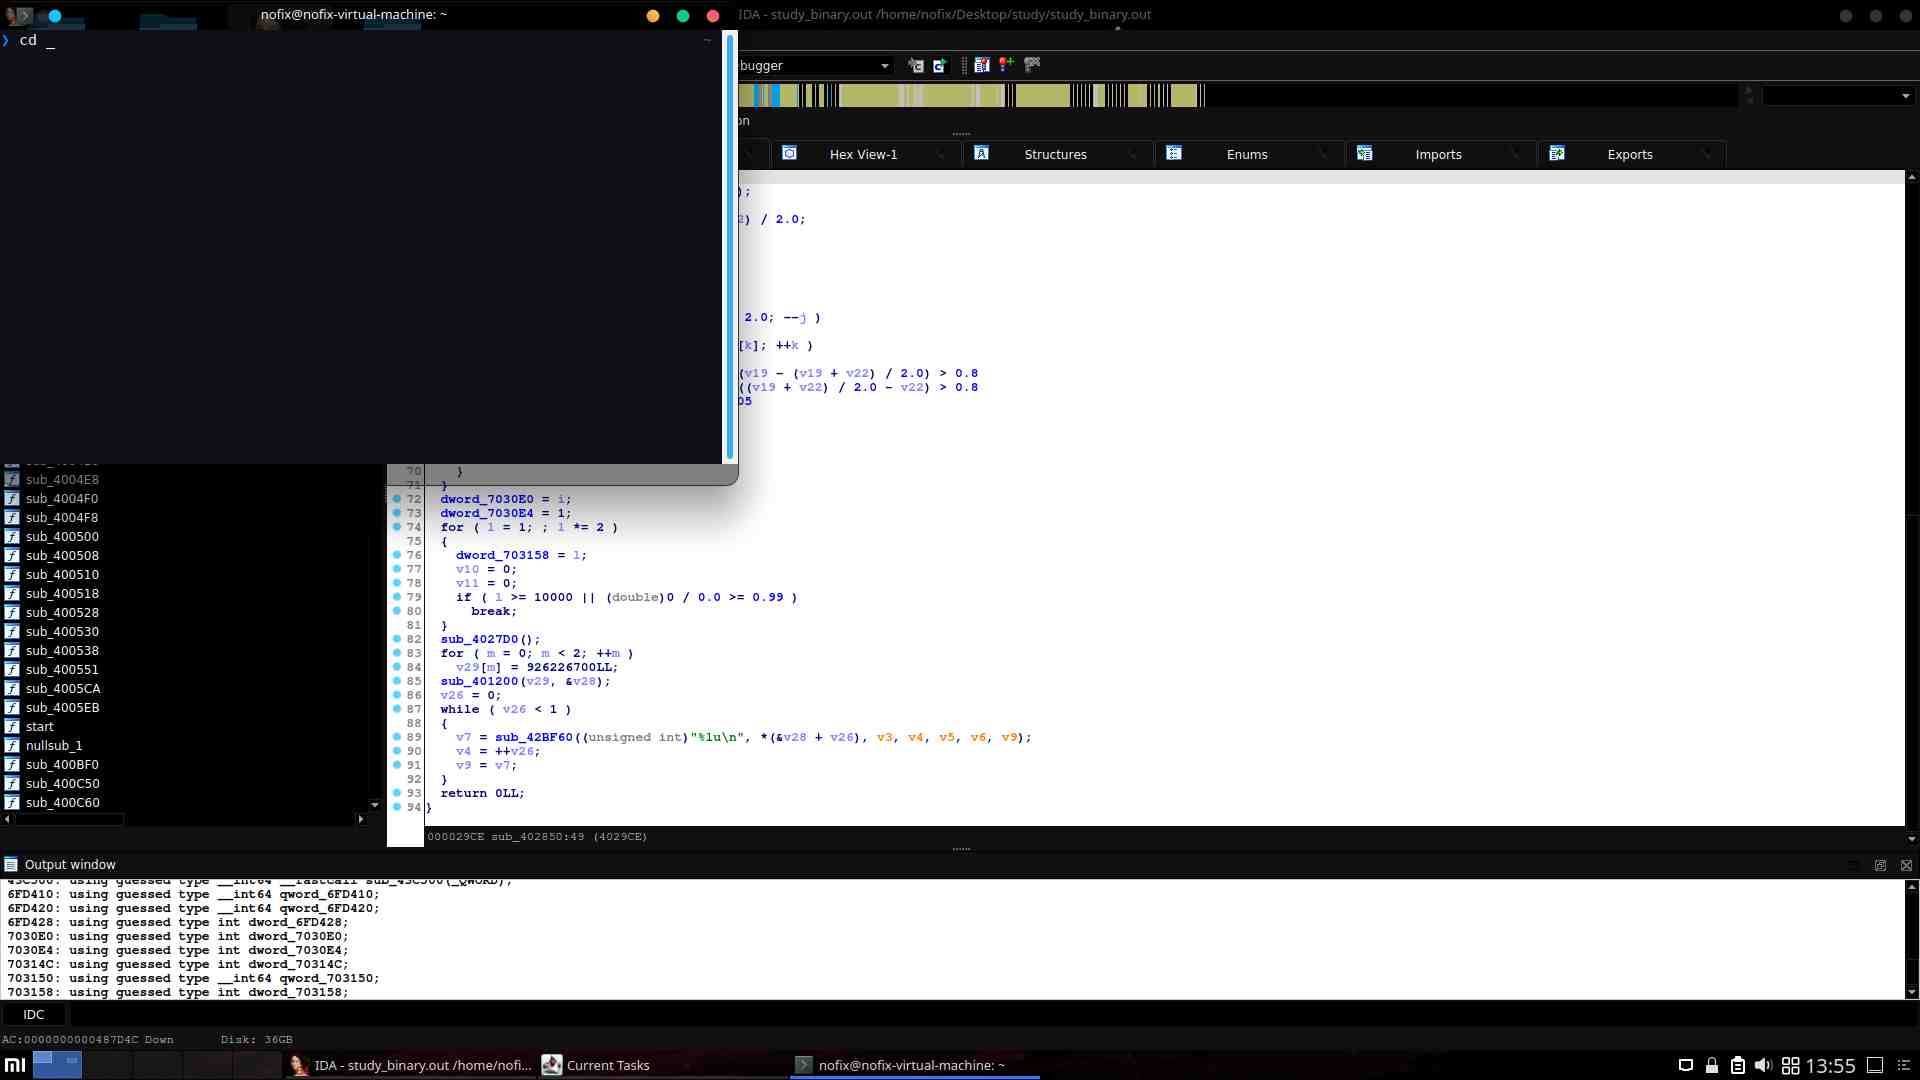 nofix@nofix-virtual-machine: ~
IDA - study_binary.out /home/nofix/Desktop/study/study_binary.out
❯ cd _
~
bugger
on
Hex View-1
Structures
Enums
Imports
Exports
);
2) / 2.0;
2.0; --j )
[k]; ++k )
(v19 - (v19 + v22) / 2.0) > 0.8
((v19 + v22) / 2.0 - v22) > 0.8
05
70 }
71 }
72 dword_7030E0 = i;
73 dword_7030E4 = 1;
74 for ( l = 1; ; l *= 2 )
75 {
76 dword_703158 = l;
77 v10 = 0;
78 v11 = 0;
79 if ( l >= 10000 || (double)0 / 0.0 >= 0.99 )
80 break;
81 }
82 sub_4027D0();
83 for ( m = 0; m < 2; ++m )
84 v29[m] = 926226700LL;
85 sub_401200(v29, &v28);
86 v26 = 0;
87 while ( v26 < 1 )
88 {
89 v7 = sub_42BF60((unsigned int)"%lu\n", *(&v28 + v26), v3, v4, v5, v6, v9);
90 v4 = ++v26;
91 v9 = v7;
92 }
93 return 0LL;
94 }
000029CE sub_402850:49 (4029CE)
sub_4004E8
sub_4004F0
sub_4004F8
sub_400500
sub_400508
sub_400510
sub_400518
sub_400528
sub_400530
sub_400538
sub_400551
sub_4005CA
sub_4005EB
start
nullsub_1
sub_400BF0
sub_400C50
sub_400C60
Output window
43C500: using guessed type __int64 __fastcall sub_43C500(_QWORD);
6FD410: using guessed type __int64 qword_6FD410;
6FD420: using guessed type __int64 qword_6FD420;
6FD428: using guessed type int dword_6FD428;
7030E0: using guessed type int dword_7030E0;
7030E4: using guessed type int dword_7030E4;
70314C: using guessed type int dword_70314C;
703150: using guessed type __int64 qword_703150;
703158: using guessed type int dword_703158;
IDC
AC:0000000000487D4C Down Disk: 36GB
IDA - study_binary.out /home/nofi...
Current Tasks
nofix@nofix-virtual-machine: ~
13:55